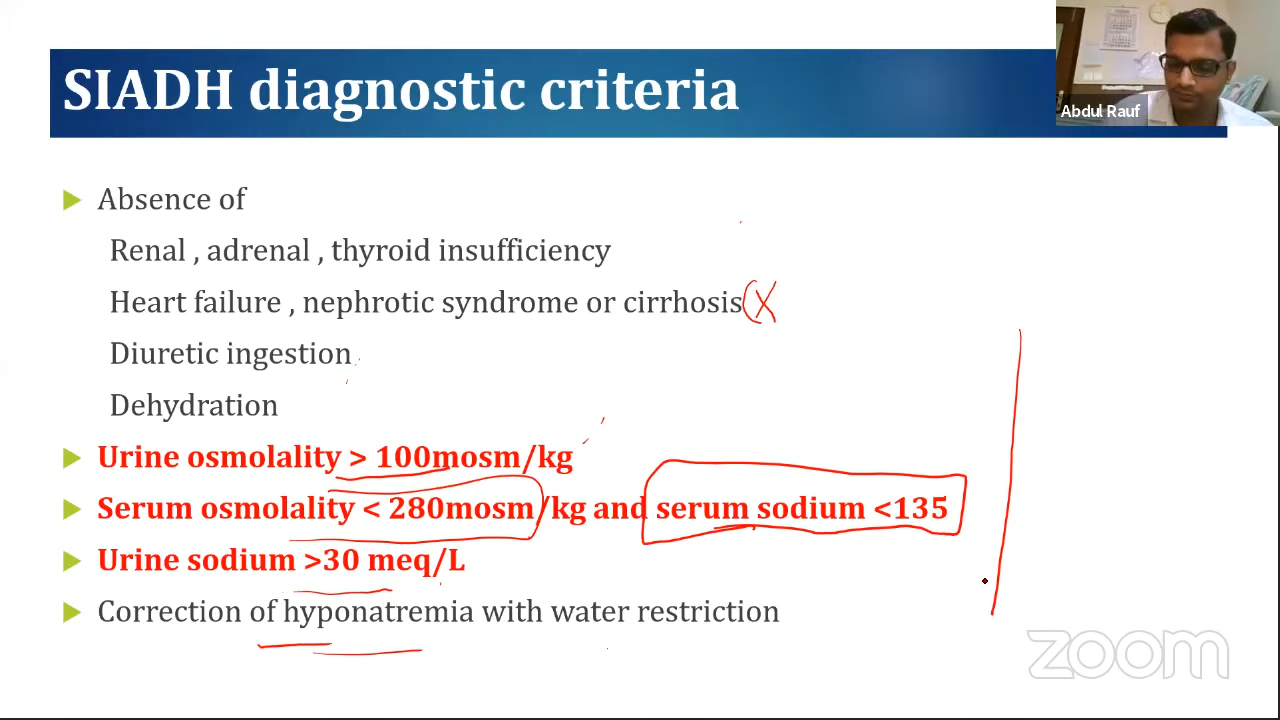 SIADH diagnostic criteria
Abdul Rauf
Absence of
Renal , adrenal , thyroid insufficiency
Heart failure , nephrotic syndrome or cirrhosis
Diuretic ingestion
Dehydration
Urine osmolality > 100mosm/kg
Serum osmolality < 280mosm/kg and serum sodium <135
Urine sodium >30 meq/L
Correction of hyponatremia with water restriction
zoom